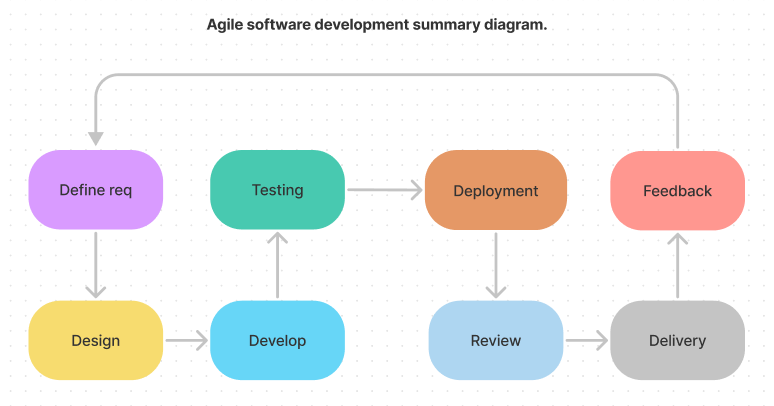 Agile software development summary diagram.
Define req
Testing
Deployment
Feedback
Design
Develop
Review
Delivery